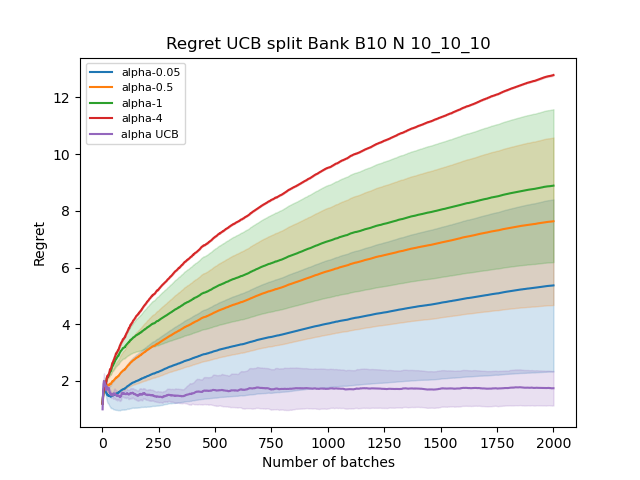 Regret UCB split Bank B10 N 10_10_10
alpha-0.05
alpha-0.5
alpha-1
alpha-4
alpha UCB
Regret
12
10
8
6
4
2
0 250 500 750 1000 1250 1500 1750 2000
Number of batches